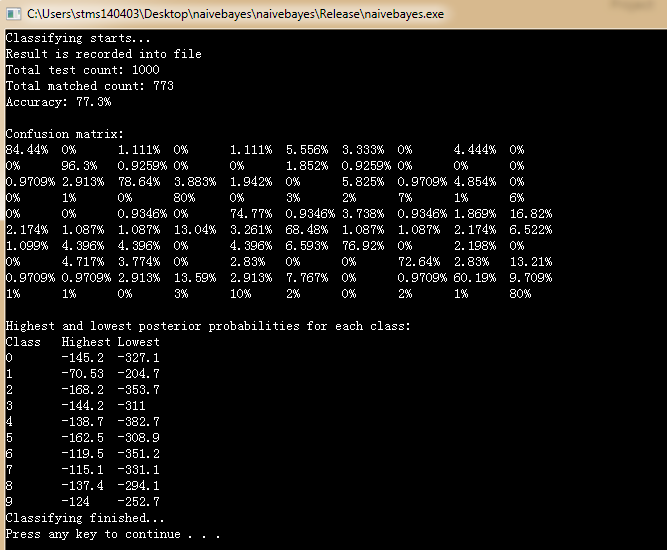 C:\Users\stms140403\Desktop\naivebayes\naivebayes\Release\naivebayes.exe
Classifying starts...
Result is recorded into file
Total test count: 1000
Total matched count: 773
Accuracy: 77.3%
Confusion matrix:
84.44% 0% 1.111% 0% 1.111% 5.556% 3.333% 0% 4.444% 0%
0% 96.3% 0.9259% 0% 0% 1.852% 0.9259% 0% 0% 0%
0.9709% 2.913% 78.64% 3.883% 1.942% 0% 5.825% 0.9709% 4.854% 0%
0% 1% 0% 80% 0% 3% 2% 7% 1% 6%
0% 0% 0.9346% 0% 74.77% 0.9346% 3.738% 0.9346% 1.869% 16.82%
2.174% 1.087% 1.087% 13.04% 3.261% 68.48% 1.087% 1.087% 2.174% 6.522%
1.099% 4.396% 4.396% 0% 4.396% 6.593% 76.92% 0% 2.198% 0%
0% 4.717% 3.774% 0% 2.83% 0% 0% 72.64% 2.83% 13.21%
0.9709% 0.9709% 2.913% 13.59% 2.913% 7.767% 0% 0.9709% 60.19% 9.709%
1% 1% 0% 3% 10% 2% 0% 2% 1% 80%
Highest and lowest posterior probabilities for each class:
Class Highest Lowest
0 -145.2 -327.1
1 -70.53 -204.7
2 -168.2 -353.7
3 -144.2 -311
4 -138.7 -382.7
5 -162.5 -308.9
6 -119.5 -351.2
7 -115.1 -331.1
8 -137.4 -294.1
9 -124 -252.7
Classifying finished...
Press any key to continue . . .